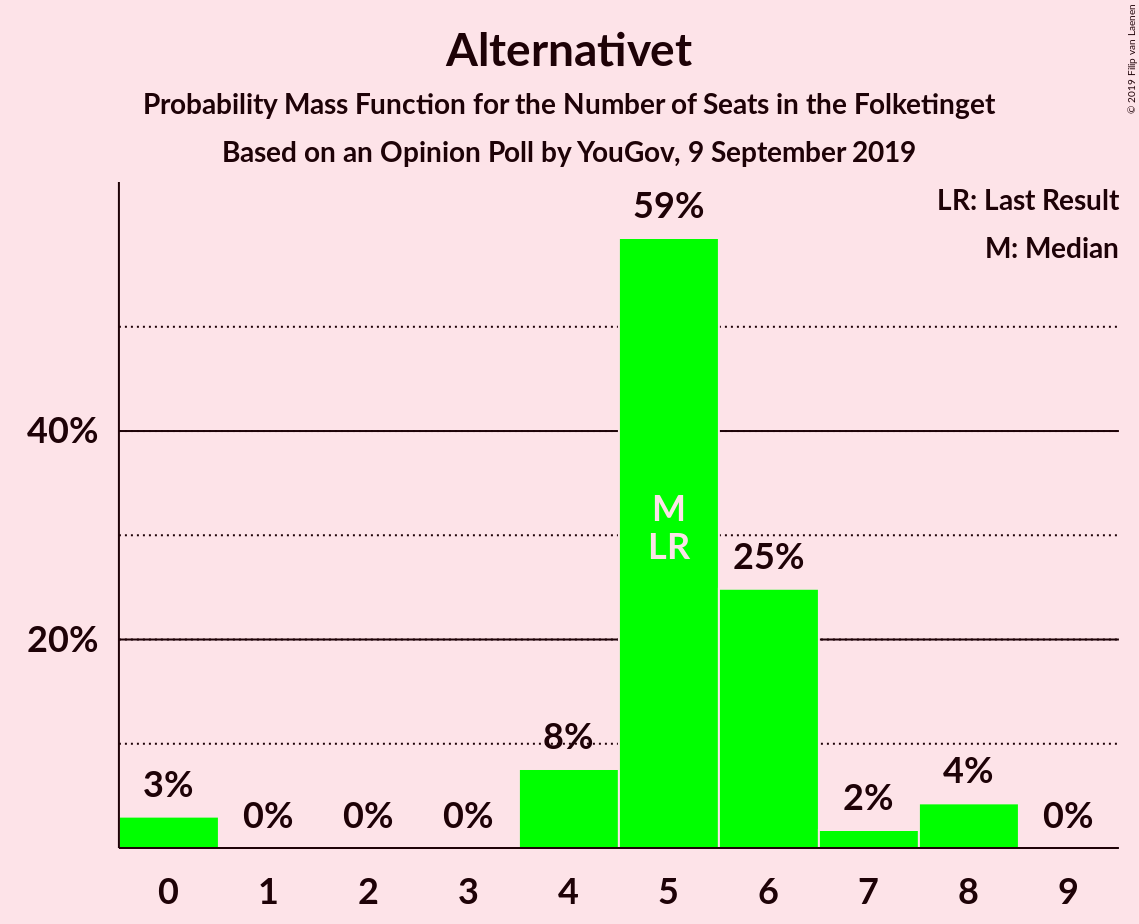 Alternativet
Probability Mass Function for the Number of Seats in the Folketinget
Based on an Opinion Poll by YouGov, 9 September 2019
© 2019 Filip van Laenen
LR: Last Result
M: Median
59%
40%
M
LR
25%
20%
8%
3%
0%
0%
0%
2%
4%
0%
0 1 2 3 4 5 6 7 8 9